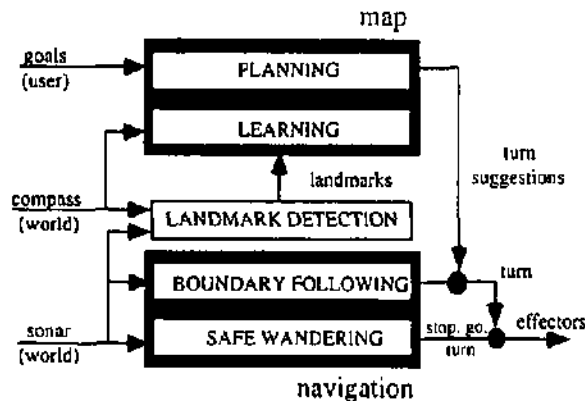 map
goals
(user)
PLANNING
LEARNING
turn
suggestions
landmarks
compass
(world)
LANDMARK DETECTION
BOUNDARY FOLLOWING
turn
sonar
(world)
SAFE WANDERING
stop, go,
turn
effectors
navigation